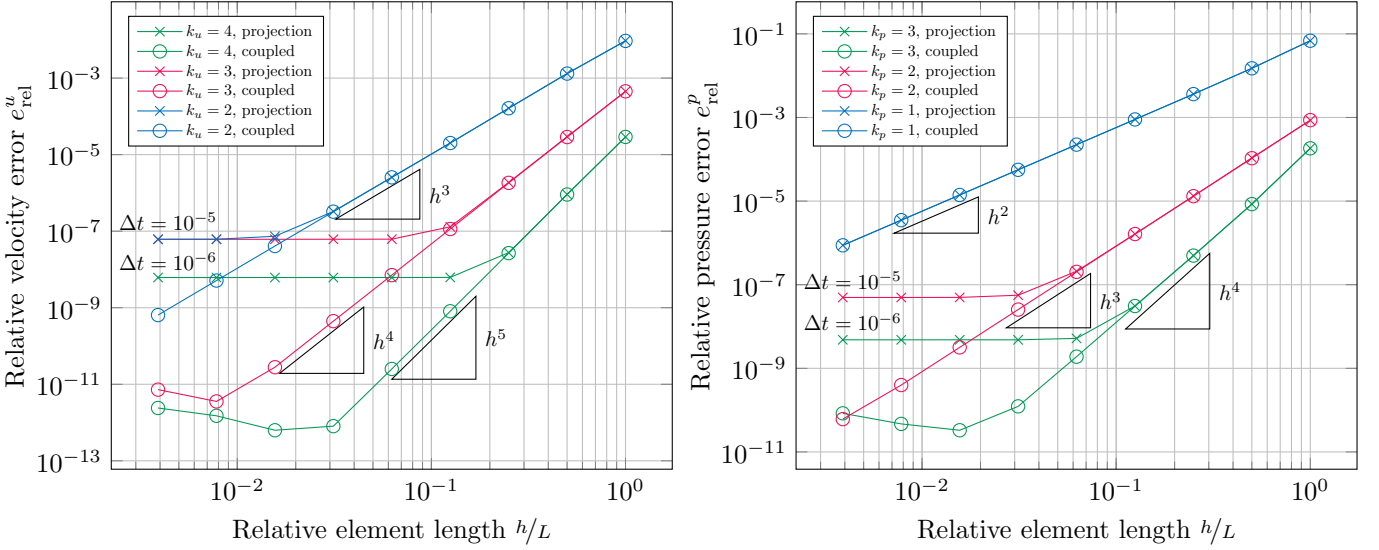 k_u = 4, projection
k_u = 4, coupled
k_u = 3, projection
k_u = 3, coupled
k_u = 2, projection
k_u = 2, coupled
10^{-3}
10^{-5}
10^{-7}
10^{-9}
10^{-11}
10^{-13}
Relative velocity error e^u_rel
Δt = 10^{-5}
Δt = 10^{-6}
h^3
h^4
h^5
10^{-2}
10^{-1}
10^0
Relative element length h/L
k_p = 3, projection
k_p = 3, coupled
k_p = 2, projection
k_p = 2, coupled
k_p = 1, projection
k_p = 1, coupled
10^{-1}
10^{-3}
10^{-5}
10^{-7}
10^{-9}
10^{-11}
Relative pressure error e^p_rel
h^2
Δt = 10^{-5}
Δt = 10^{-6}
h^3
h^4
10^{-2}
10^{-1}
10^0
Relative element length h/L